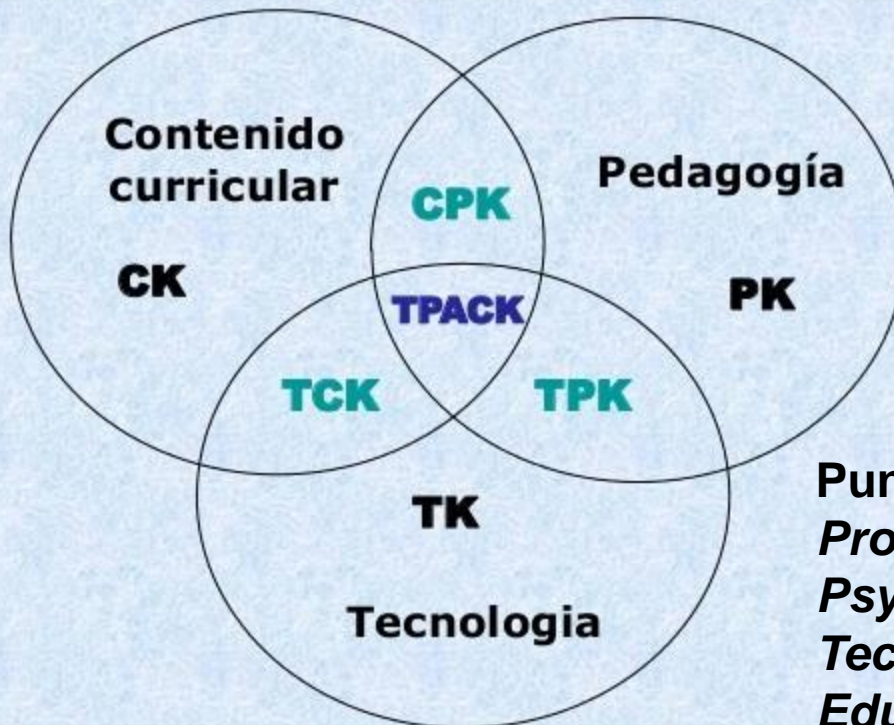 Contenido
curricular
Pedagogía
CPK
CK
PK
TPACK
TCK
TPK
TK
Tecnologia